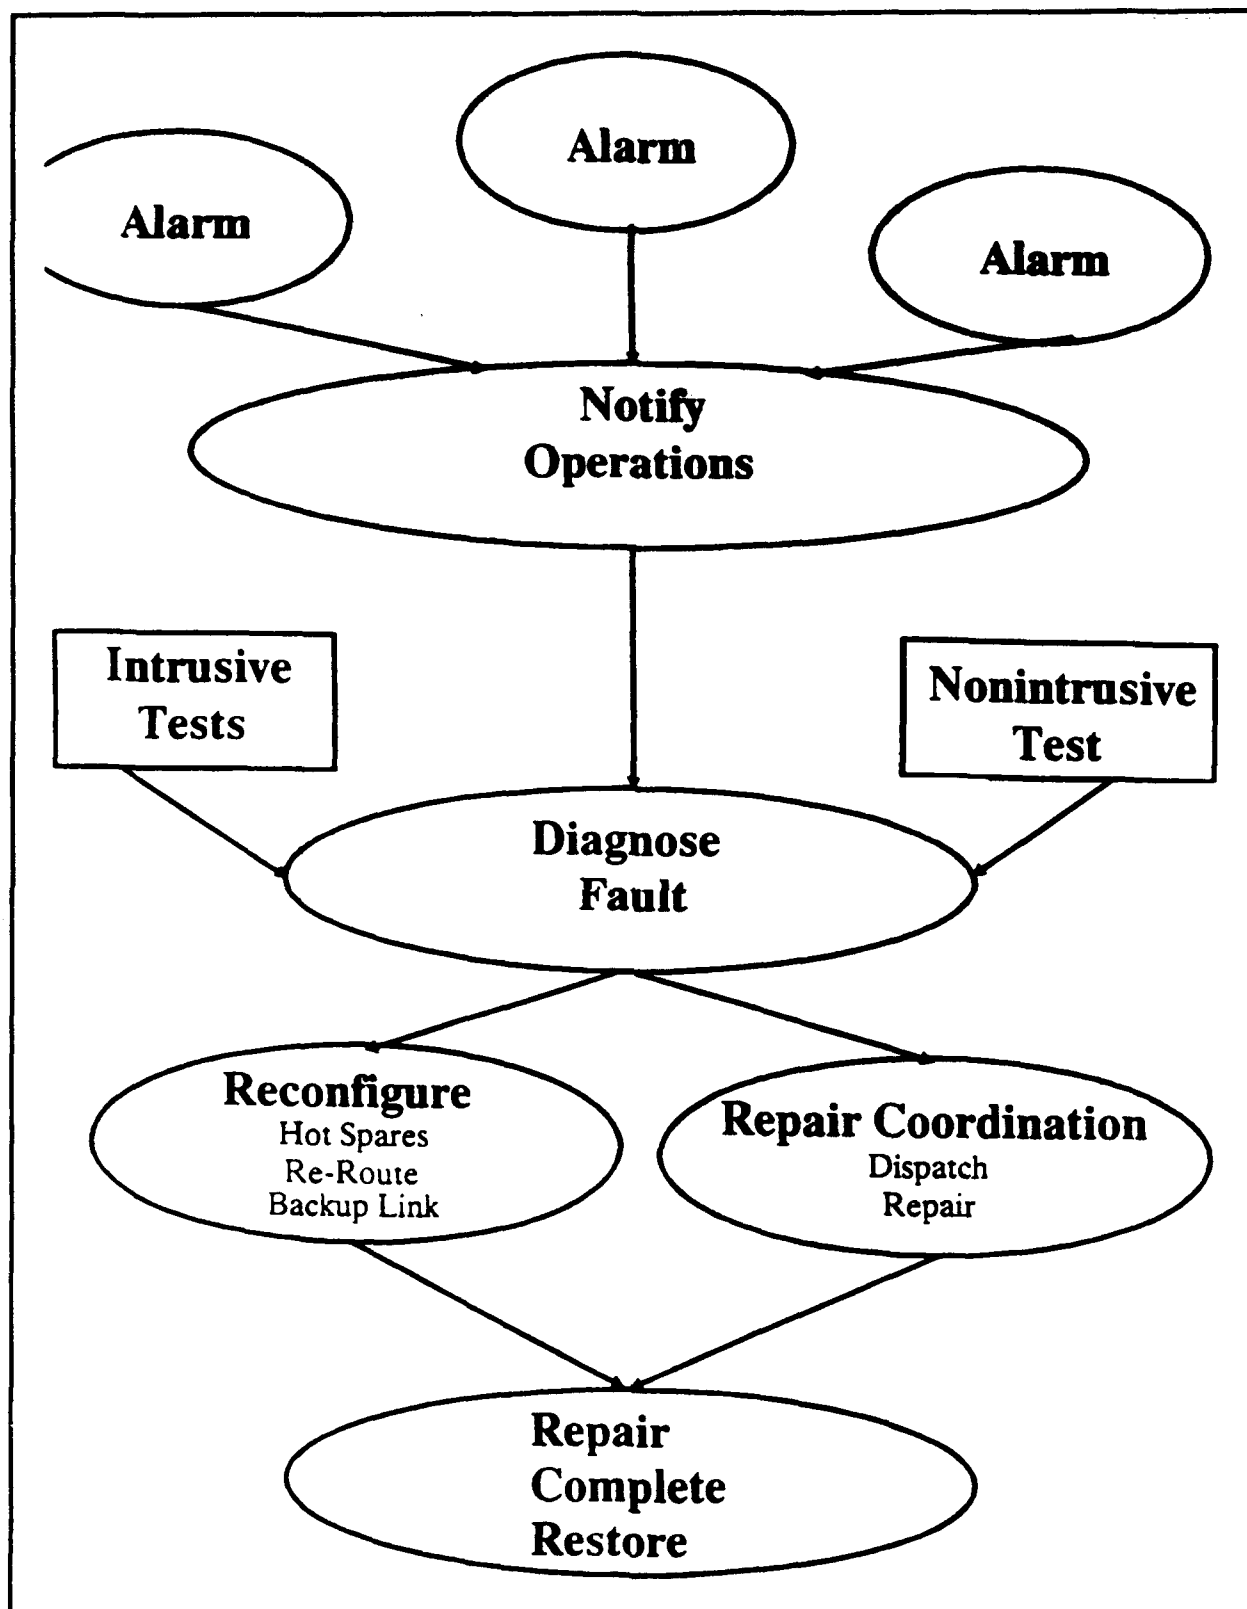 Alarm
Alarm
Alarm
Notify
Operations
Intrusive
Tests
Nonintrusive
Test
Diagnose
Fault
Reconfigure
Hot Spares
Re-Route
Backup Link
Repair Coordination
Dispatch
Repair
Repair
Complete
Restore